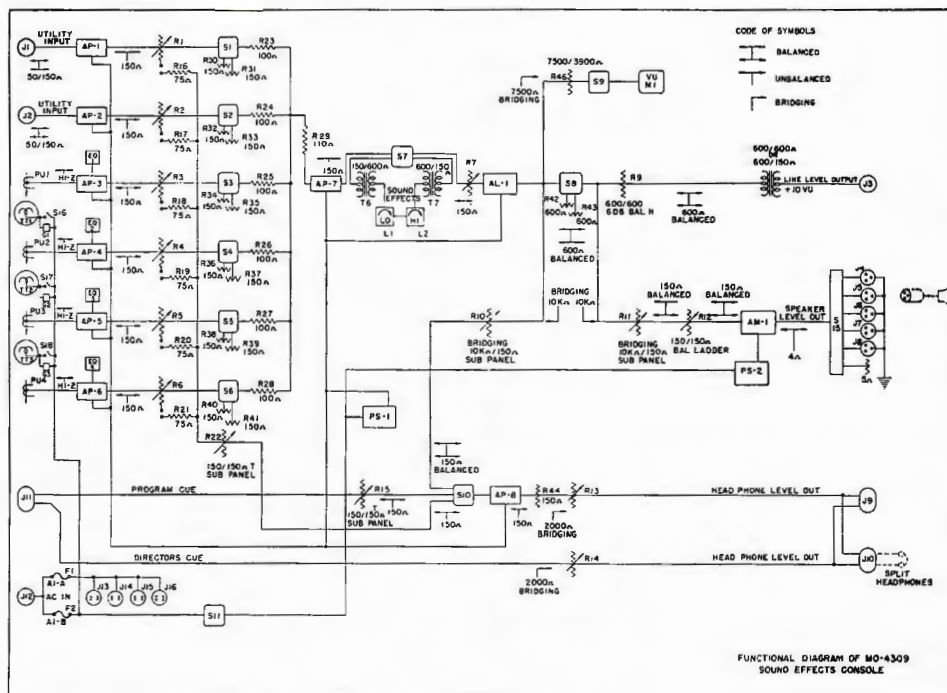 CODE OF SYMBOLS
BALANCED
UNBALANCED
BRIDGING
J1
UTILITY
INPUT
50/150Ω
AP-1
150Ω
R1
R16
75Ω
S1
R30
150Ω
R31
150Ω
R23
100Ω
J2
UTILITY
INPUT
50/150Ω
AP-2
150Ω
R2
R17
75Ω
S2
R32
150Ω
R33
150Ω
R24
100Ω
PU1
HI-Z
EQ
AP-3
150Ω
R3
R18
75Ω
S3
R34
150Ω
R35
150Ω
R25
100Ω
S16
PU2
HI-Z
AP-4
150Ω
R4
R19
75Ω
S4
R36
150Ω
R37
150Ω
R26
100Ω
S17
PU3
HI-Z
AP-5
150Ω
R5
R20
75Ω
S5
R38
150Ω
R39
150Ω
R27
100Ω
S18
PU4
HI-Z
AP-6
150Ω
R6
R21
75Ω
S6
R40
150Ω
R41
150Ω
R28
100Ω
R22
150/150Ω T
SUB PANEL
R29
110Ω
150Ω
AP-7
150/600Ω
T6
S7
SOUND
EFFECTS
LO
HI
L1
L2
600/150Ω
T7
R7
150Ω
AL-1
7500Ω
BRIDGING
7500/3900Ω
R46
S9
VU
M1
S8
R42
600Ω
R43
600Ω
600Ω
BALANCED
R9
600/600
6DB BAL H
600Ω
BALANCED
600/600Ω
OR
600/150Ω
LINE LEVEL OUTPUT
+10 VU
J3
BRIDGING
10KΩ
10KΩ
R10
BRIDGING
10KΩ/150Ω
SUB PANEL
R11
BRIDGING
10KΩ/150Ω
SUB PANEL
150Ω
BALANCED
R12
150/150Ω
BAL LADDER
150Ω
BALANCED
AM-1
SPEAKER
LEVEL OUT
4Ω
S15
J5
J6
J7
J8
5Ω
PS-2
PS-1
150Ω
BALANCED
J11
PROGRAM CUE
R15
150Ω
150/150Ω T
SUB PANEL
S10
150Ω
AP-8
150Ω
R44
150Ω
R13
2000Ω
BRIDGING
HEAD PHONE LEVEL OUT
J9
DIRECTORS CUE
R14
2000Ω
BRIDGING
HEAD PHONE LEVEL OUT
J10
SPLIT
HEADPHONES
J12
A1-A
F1
AC IN
A1-B
F2
J13
J14
J15
J16
S11
FUNCTIONAL DIAGRAM OF MO-4309
SOUND EFFECTS CONSOLE